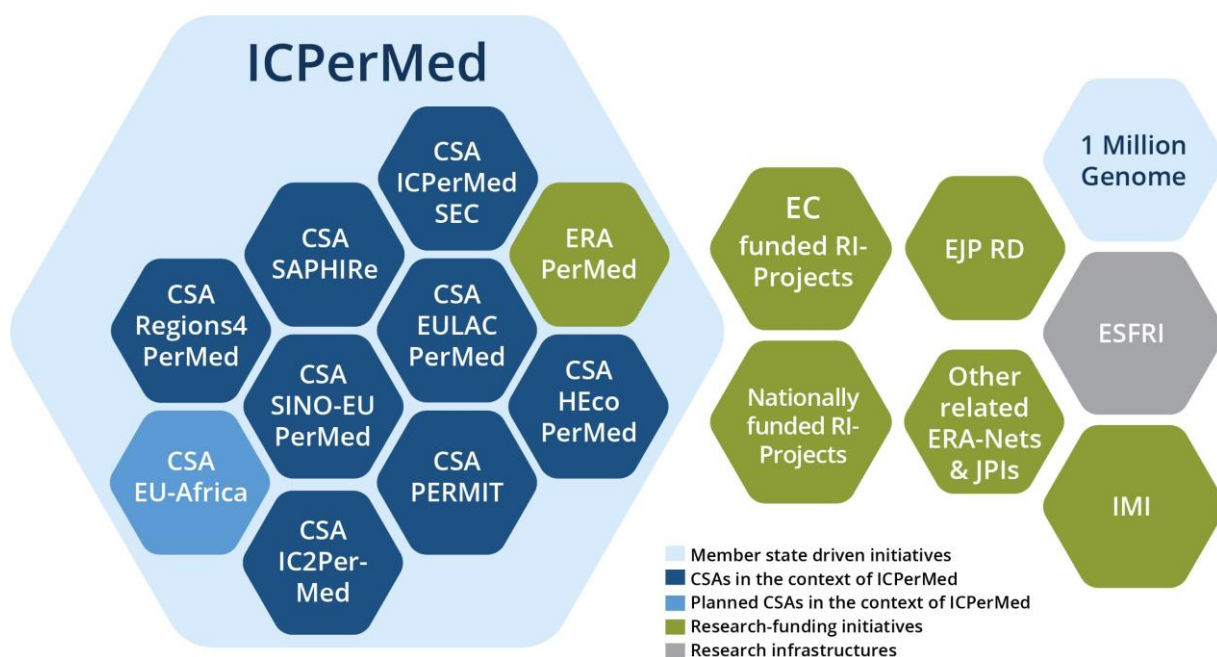 ICPerMed
CSA
ICPerMed
SEC
CSA
SAPHIRe
ERA
PerMed
CSA
Regions4
PerMed
CSA
EULAC
PerMed
CSA
SINO-EU
PerMed
CSA
HEco
PerMed
CSA
EU-Africa
CSA
PERMIT
CSA
IC2Per-
Med
EC
funded RI-
Projects
EJP RD
1 Million
Genome
ESFRI
Nationally
funded RI-
Projects
Other
related
ERA-Nets
& JPIs
IMI
Member state driven initiatives
CSAs in the context of ICPerMed
Planned CSAs in the context of ICPerMed
Research-funding initiatives
Research infrastructures